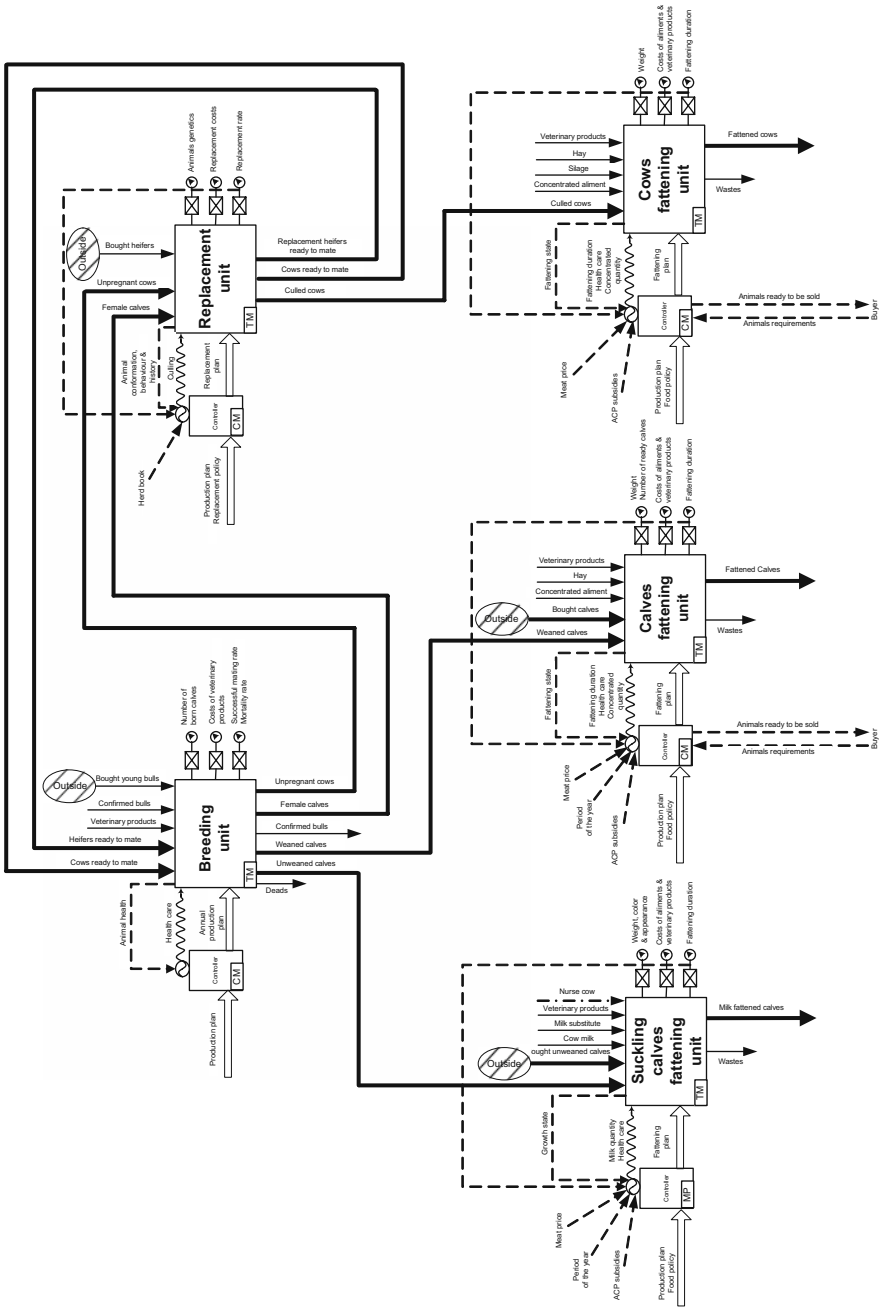 Animals genetics
Replacement costs
Replacement rate
Outside
Bought heifers
Unpregnant cows
Female calves
Replacement
unit
TM
Replacement heifers
ready to mate
Cows ready to mate
Culled cows
Animal
conformation,
behaviour &
history
Culling
Replacement
plan
Controller
CM
Herd book
Production plan
Replacement policy
Number of
born calves
Costs of veterinary
products
Successful mating rate
Mortality rate
Outside
Bought young bulls
Confirmed bulls
Veterinary products
Heifers ready to mate
Cows ready to mate
Breeding
unit
TM
Unpregnant cows
Female calves
Confirmed bulls
Weaned calves
Unweaned calves
Deads
Animal health
Health care
Annual
production
plan
Controller
CM
Production plan
Weight
Costs of aliments &
veterinary products
Fattening duration
Veterinary products
Hay
Silage
Concentrated aliment
Culled cows
Cows
fattening
unit
TM
Fattened cows
Wastes
Fattening state
Fattening duration
Health care
Concentrated
quantity
Fattening
plan
Controller
CM
Meat price
ACP subsidies
Production plan
Food policy
Animals ready to be sold
Animals requirements
Buyer
Weight
Number of ready calves
Costs of aliments &
veterinary products
Fattening duration
Veterinary products
Hay
Concentrated aliment
Outside
Bought calves
Weaned calves
Calves
fattening
unit
TM
Fattened Calves
Wastes
Fattening state
Fattening duration
Health care
Concentrated
quantity
Fattening
plan
Controller
CM
Meat price
Period
of the year
ACP subsidies
Production plan
Food policy
Animals ready to be sold
Animals requirements
Buyer
Weight, color
& appearance
Costs of aliments &
veterinary products
Fattening duration
Nurse cow
Veterinary products
Milk substitute
Cow milk
Outside
ought unweaned calves
Suckling
calves
fattening
unit
TM
Milk fattened calves
Wastes
Growth state
Milk quantity
Health care
Fattening
plan
Controller
MP
Meat price
Period
of the year
ACP subsidies
Production plan
Food policy